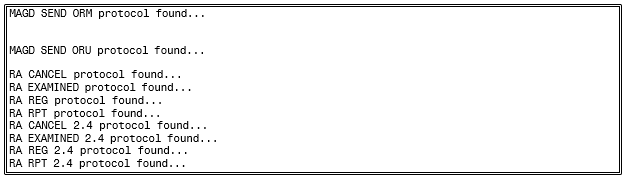 MAGD SEND ORM protocol found...
MAGD SEND ORU protocol found...
RA CANCEL protocol found...
RA EXAMINED protocol found...
RA REG protocol found...
RA RPT protocol found...
RA CANCEL 2.4 protocol found...
RA EXAMINED 2.4 protocol found...
RA REG 2.4 protocol found...
RA RPT 2.4 protocol found...